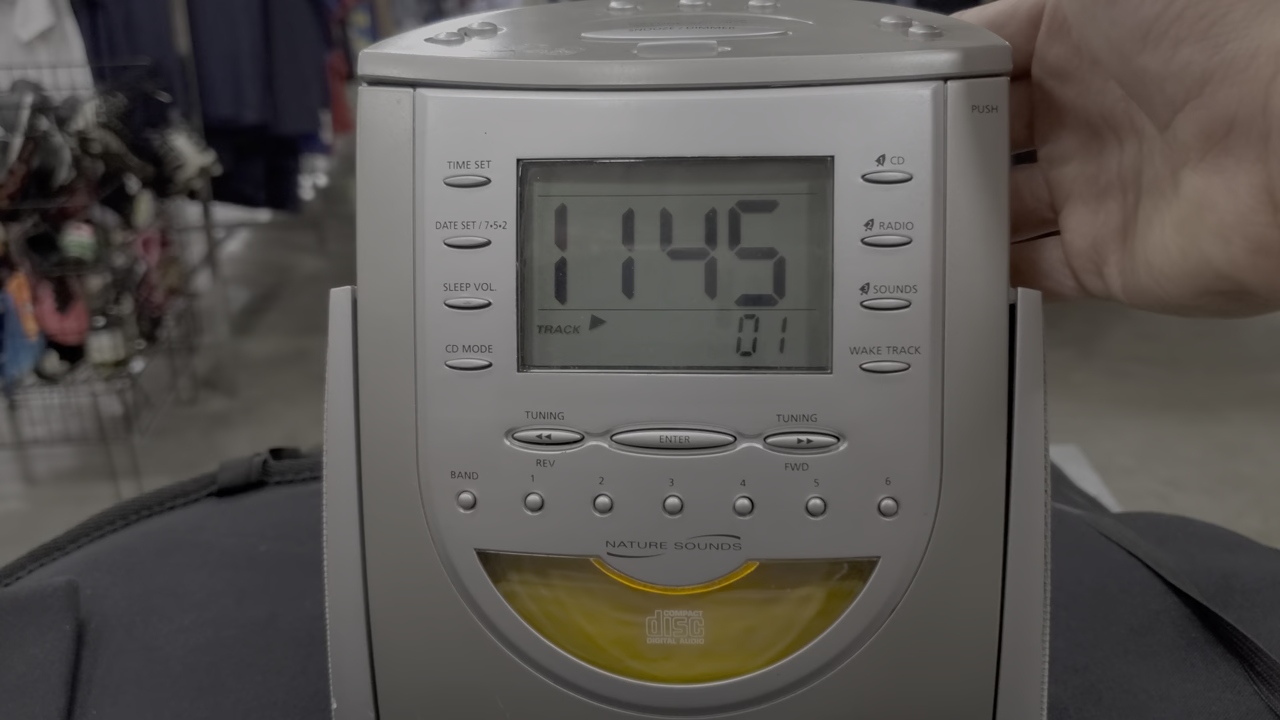 PUSH
TIME SET
CD
DATE SET / 7•5•2
RADIO
1145
SLEEP VOL.
SOUNDS
TRACK 01
CD MODE
WAKE TRACK
TUNING
TUNING
ENTER
REV
FWD
BAND 1 2 3 4 5 6
NATURE SOUNDS
COMPACT
disc
DIGITAL AUDIO